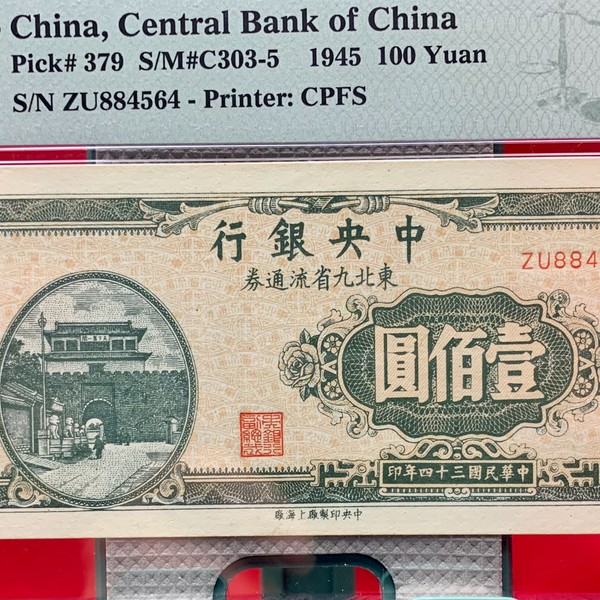 China, Central Bank of China
Pick# 379 S/M#C303-5 1945 100 Yuan
S/N ZU884564 - Printer: CPFS
中央銀行
東北九省流通券
ZU884
壹佰圓
中華民國三十四年印
中央印製廠上海廠